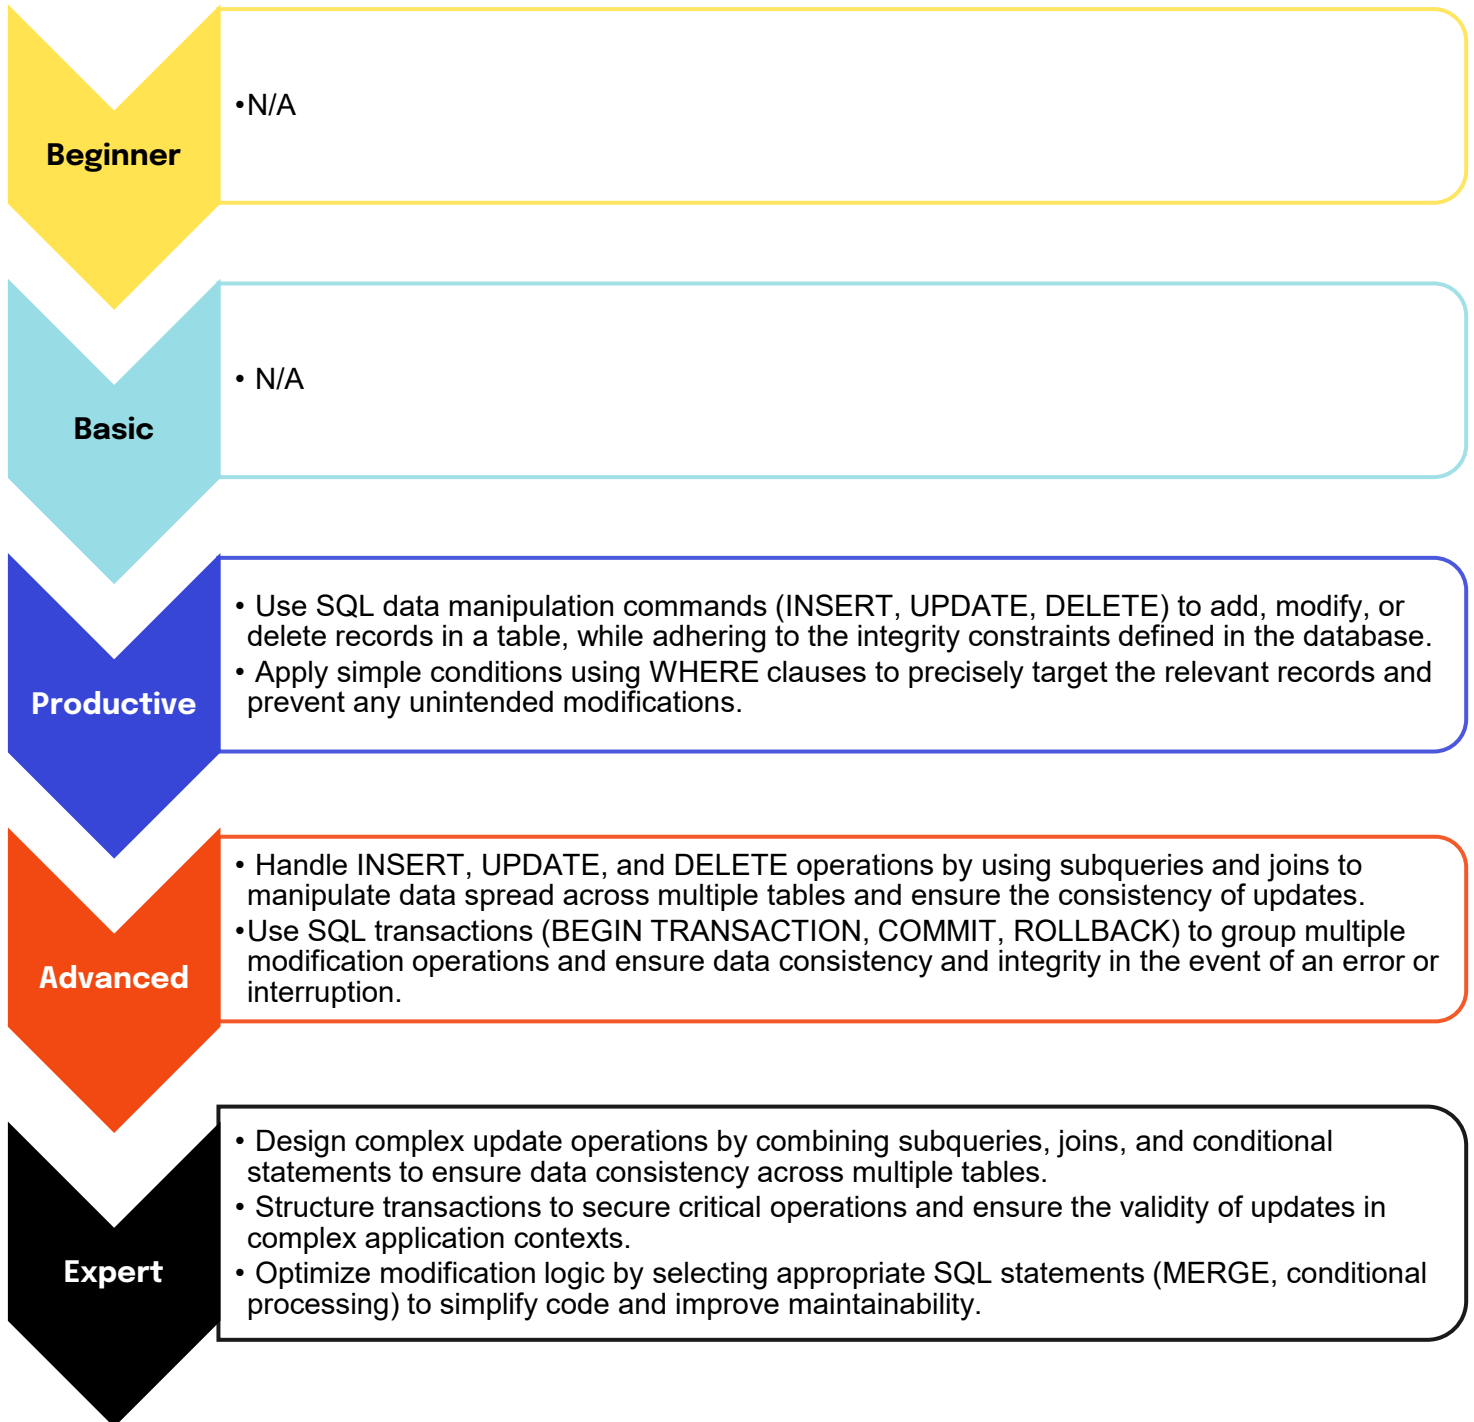 •N/A
Beginner
• N/A
Basic
• Use SQL data manipulation commands (INSERT, UPDATE, DELETE) to add, modify, or
delete records in a table, while adhering to the integrity constraints defined in the database.
• Apply simple conditions using WHERE clauses to precisely target the relevant records and
prevent any unintended modifications.
Productive
• Handle INSERT, UPDATE, and DELETE operations by using subqueries and joins to
manipulate data spread across multiple tables and ensure the consistency of updates.
•Use SQL transactions (BEGIN TRANSACTION, COMMIT, ROLLBACK) to group multiple
modification operations and ensure data consistency and integrity in the event of an error or
interruption.
Advanced
• Design complex update operations by combining subqueries, joins, and conditional
statements to ensure data consistency across multiple tables.
• Structure transactions to secure critical operations and ensure the validity of updates in
complex application contexts.
• Optimize modification logic by selecting appropriate SQL statements (MERGE, conditional
processing) to simplify code and improve maintainability.
Expert